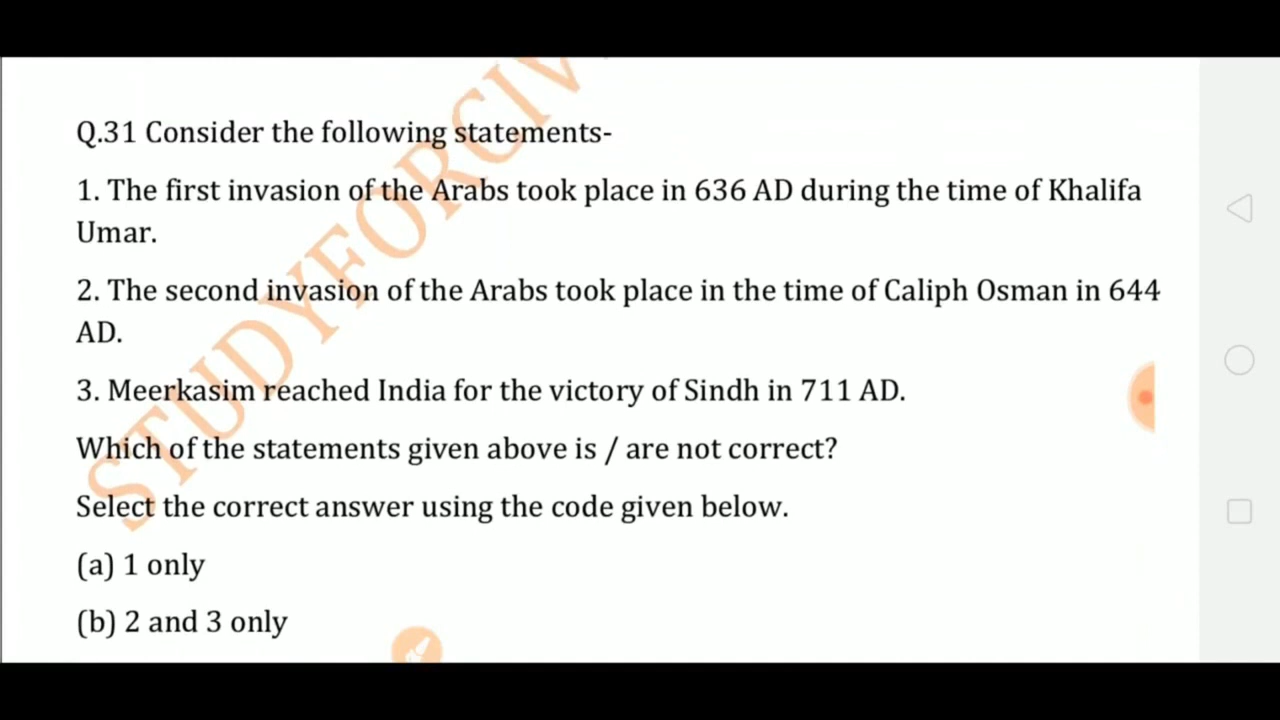 Q.31 Consider the following statements-
1. The first invasion of the Arabs took place in 636 AD during the time of Khalifa
Umar.
2. The second invasion of the Arabs took place in the time of Caliph Osman in 644
AD.
3. Meerkasim reached India for the victory of Sindh in 711 AD.
Which of the statements given above is / are not correct?
Select the correct answer using the code given below.
(a) 1 only
(b) 2 and 3 only
STUDYFORCIV